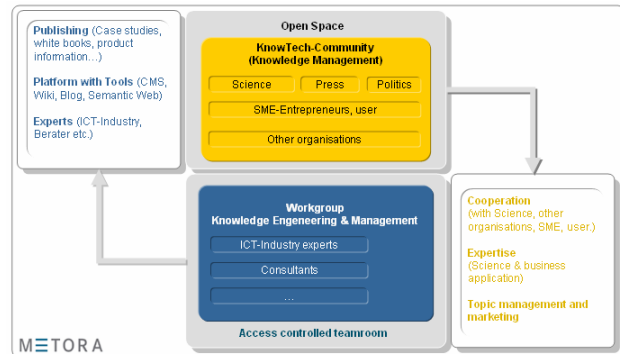 Publishing (Case studies,
white books, product
information...)
Platform with Tools (CMS,
Wiki, Blog, Semantic Web)
Experts (ICT-Industry,
Berater etc.)
Open Space
KnowTech-Community
(Knowledge Management)
Science
Press
Politics
SME-Entrepreneurs, user
Other organisations
Workgroup
Knowledge Engeneering & Management
ICT-Industry experts
Consultants
...
Access controlled teamroom
Cooperation
(with Science, other
organisations, SME, user.)
Expertise
(Science & business
application)
Topic management and
marketing
METORA